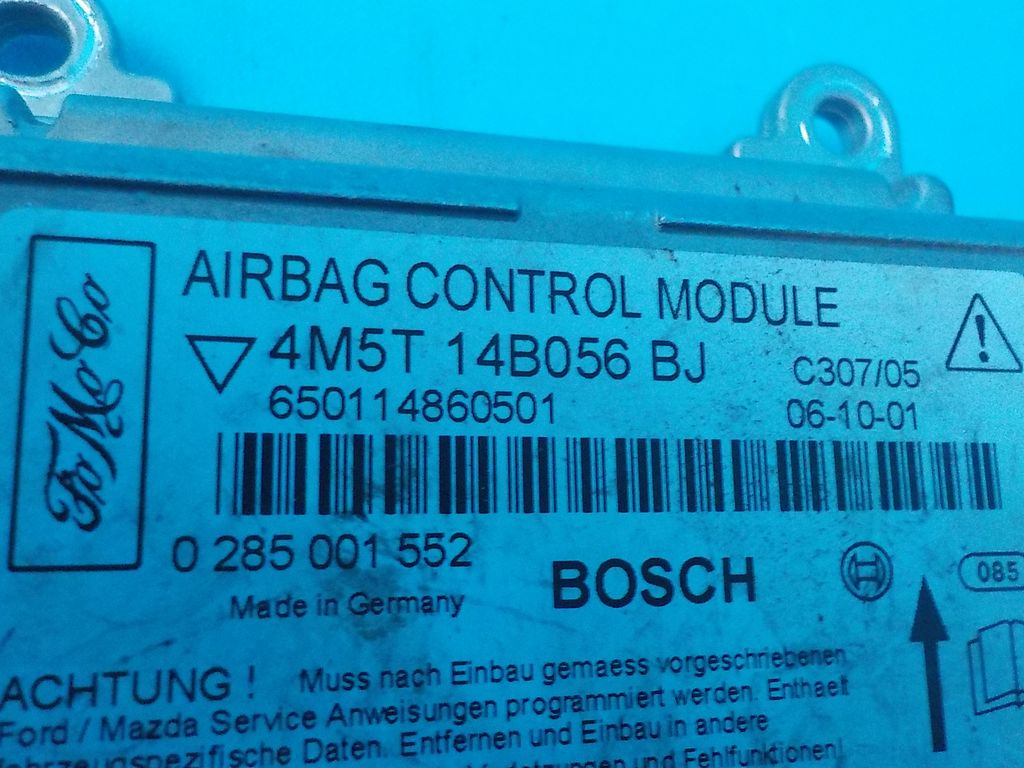 FoMoCo
AIRBAG CONTROL MODULE
4M5T 14B056 BJ
C307/05
650114860501
06-10-01
0 285 001 552
BOSCH
085
Made in Germany
ACHTUNG ! Muss nach Einbau gemaess vorgeschriebenen
Ford / Mazda Service Anweisungen programmiert werden. Enthaelt
fahrzeugspezifische Daten. Entfernen und Einbau in andere
und Fehlfunktionen!